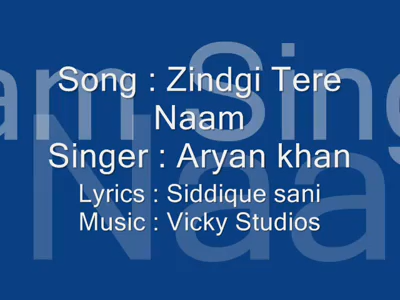 Song : Zindgi Tere
Naam
Singer : Aryan khan
Lyrics : Siddique sani
Music : Vicky Studios